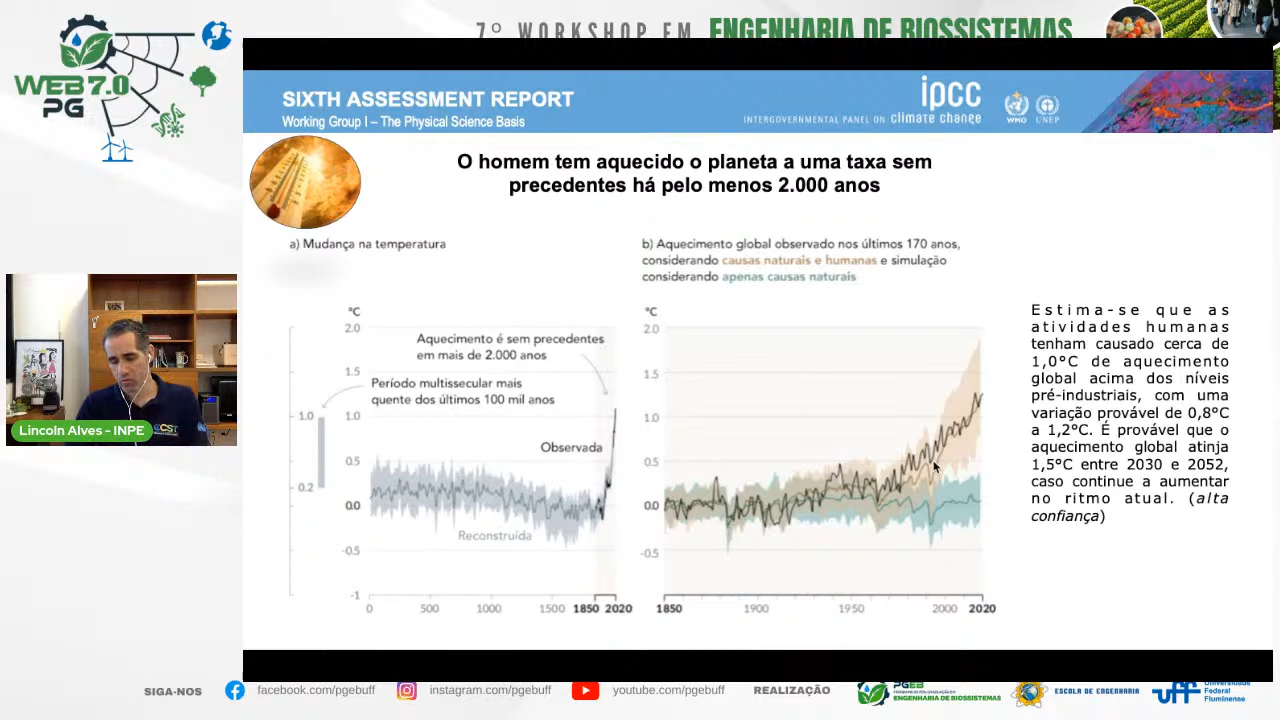 7º WORKSHOP EM ENGENHARIA DE BIOSSISTEMAS
WEB 7.0
PG
SIXTH ASSESSMENT REPORT
Working Group I – The Physical Science Basis
ipcc
INTERGOVERNMENTAL PANEL ON climate change
WMO
UNEP
O homem tem aquecido o planeta a uma taxa sem
precedentes há pelo menos 2.000 anos
a) Mudança na temperatura
°C
2.0
1.5
1.0
0.5
0.0
-0.5
-1
1.0
0.2
Aquecimento é sem precedentes
em mais de 2.000 anos
Período multissecular mais
quente dos últimos 100 mil anos
Observada
Reconstruída
0 500 1000 1500 1850 2020
b) Aquecimento global observado nos últimos 170 anos,
considerando causas naturais e humanas e simulação
considerando apenas causas naturais
°C
2.0
1.5
1.0
0.5
0.0
-0.5
1850 1900 1950 2000 2020
Estima-se que as
atividades humanas
tenham causado cerca de
1,0°C de aquecimento
global acima dos níveis
pré-industriais, com uma
variação provável de 0,8°C
a 1,2°C. É provável que o
aquecimento global atinja
1,5°C entre 2030 e 2052,
caso continue a aumentar
no ritmo atual. (alta
confiança)
Lincoln Alves - INPE
SIGA-NOS
facebook.com/pgebuff
instagram.com/pgebuff
youtube.com/pgebuff
REALIZAÇÃO
PGEB
ENGENHARIA DE BIOSSISTEMAS
ESCOLA DE ENGENHARIA
uff
Universidade
Federal
Fluminense